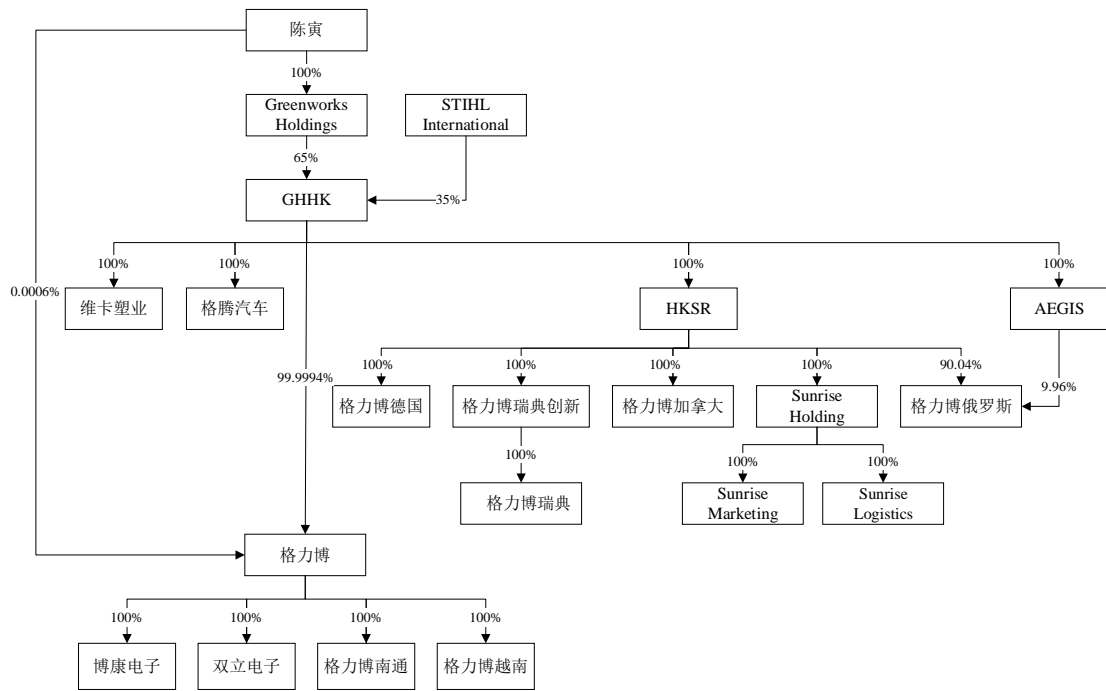 陈寅
100%
Greenworks
Holdings
STIHL
International
65%
GHHK
35%
100%
100%
100%
100%
0.0006%
维卡塑业
格腾汽车
HKSR
AEGIS
99.9994%
100%
100%
100%
100%
90.04%
9.96%
格力博德国
格力博瑞典创新
格力博加拿大
Sunrise
Holding
格力博俄罗斯
100%
100%
100%
格力博瑞典
Sunrise
Marketing
Sunrise
Logistics
格力博
100%
100%
100%
100%
博康电子
双立电子
格力博南通
格力博越南